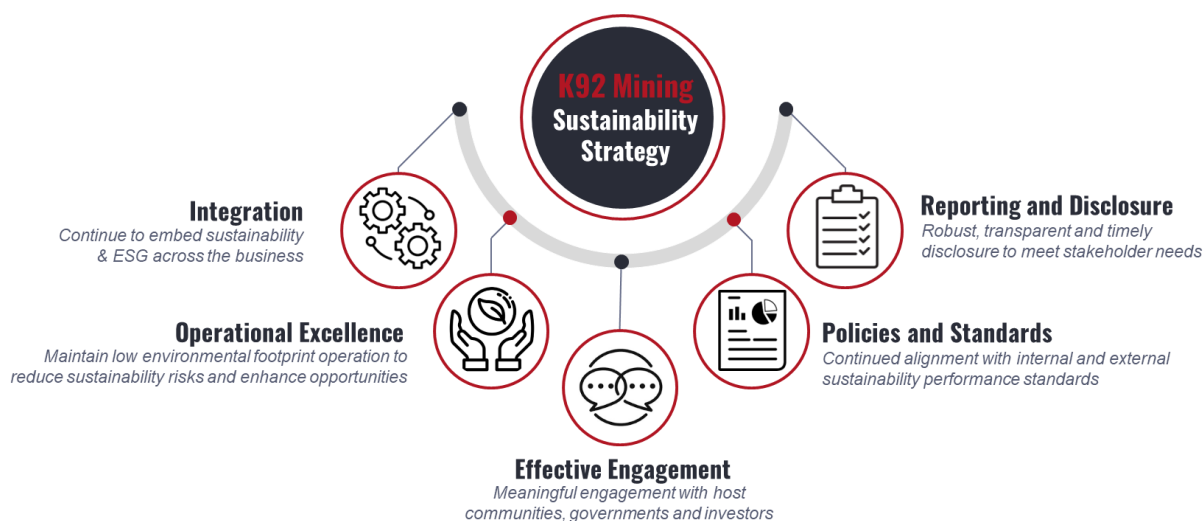 K92 Mining
Sustainability
Strategy
Integration
Continue to embed sustainability
& ESG across the business
Operational Excellence
Maintain low environmental footprint operation to
reduce sustainability risks and enhance opportunities
Effective Engagement
Meaningful engagement with host
communities, governments and investors
Policies and Standards
Continued alignment with internal and external
sustainability performance standards
Reporting and Disclosure
Robust, transparent and timely
disclosure to meet stakeholder needs